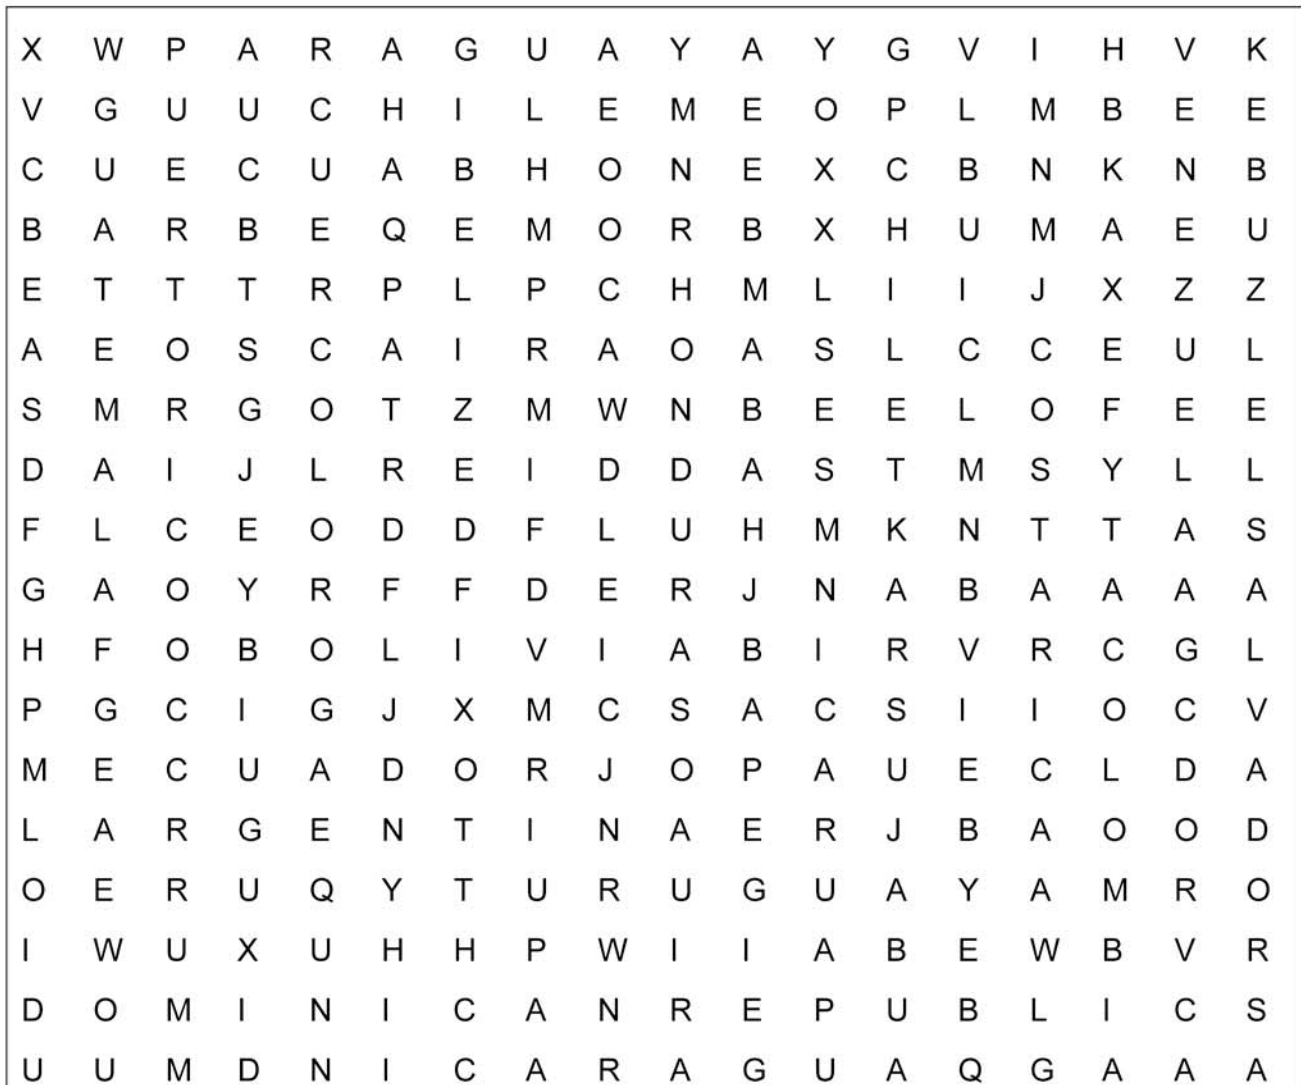 X W P A R A G U A Y A Y G V I H V K
V G U U C H I L E M E O P L M B E E
C U E C U A B H O N E X C B N K N B
B A R B E Q E M O R B X H U M A E U
E T T T R P L P C H M L I I J X Z Z
A E O S C A I R A O A S L C C E U L
S M R G O T Z M W N B E E L O F E E
D A I J L R E I D D A S T M S Y L L
F L C E O D D F L U H M K N T T A S
G A O Y R F F D E R J N A B A A A A
H F O B O L I V I A B I R V R C G L
P G C I G J X M C S A C S I I O C V
M E C U A D O R J O P A U E C L D A
L A R G E N T I N A E R J B A O O D
O E R U Q Y T U R U G U A Y A M R O
I W U X U H H P W I I A B E W B V R
D O M I N I C A N R E P U B L I C S
U U M D N I C A R A G U A Q G A A A